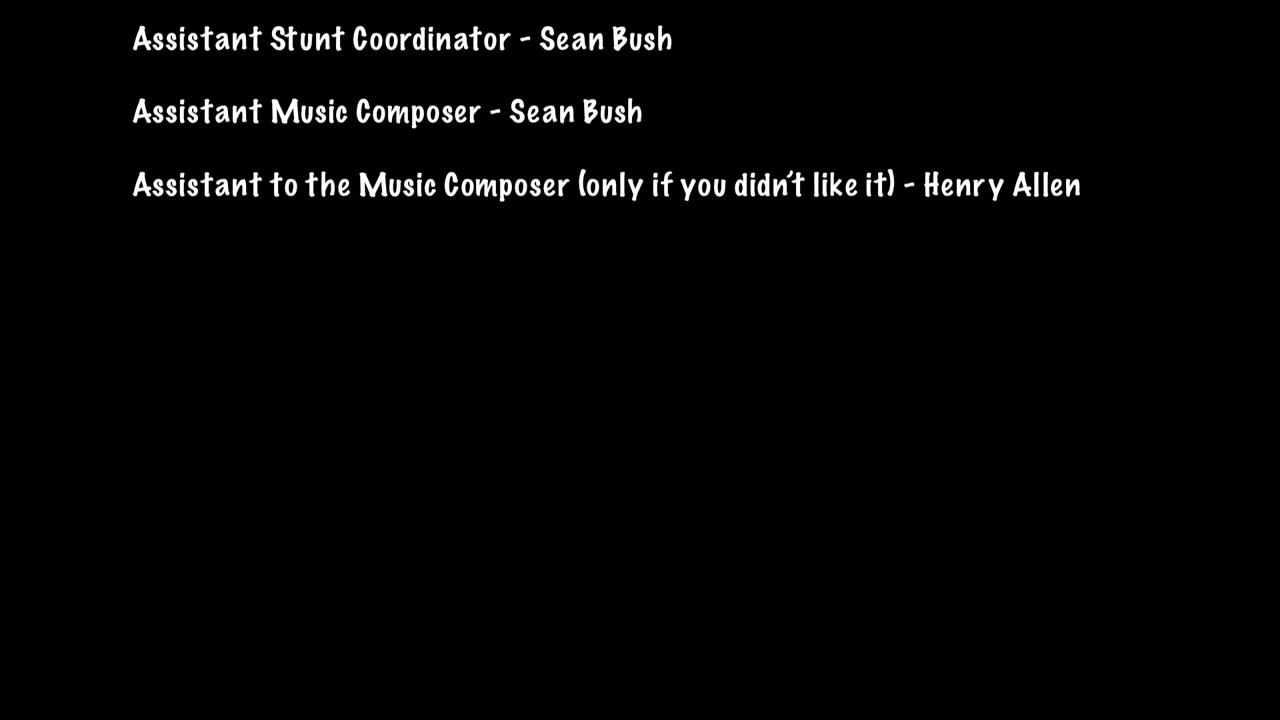 Assistant Stunt Coordinator - Sean Bush
Assistant Music Composer - Sean Bush
Assistant to the Music Composer (only if you didn't like it) - Henry Allen